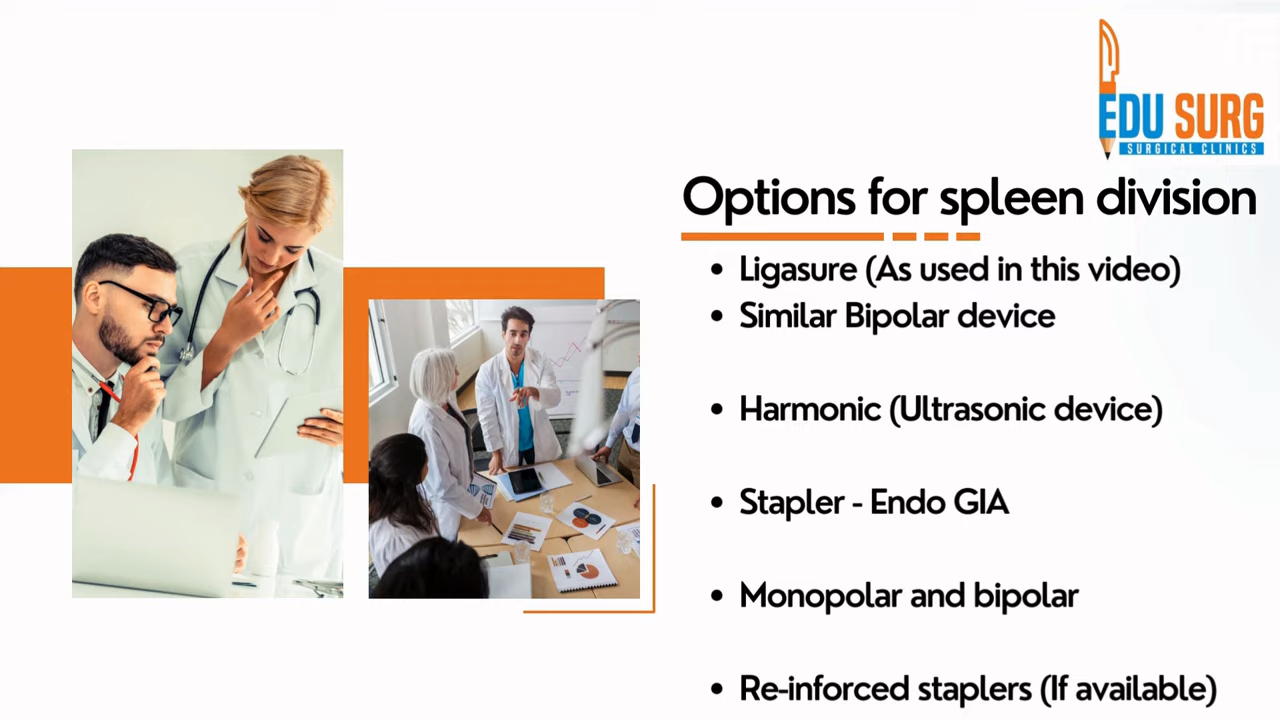 EDU SURG
SURGICAL CLINICS
Options for spleen division
• Ligasure (As used in this video)
• Similar Bipolar device
• Harmonic (Ultrasonic device)
• Stapler - Endo GIA
• Monopolar and bipolar
• Re-inforced staplers (If available)